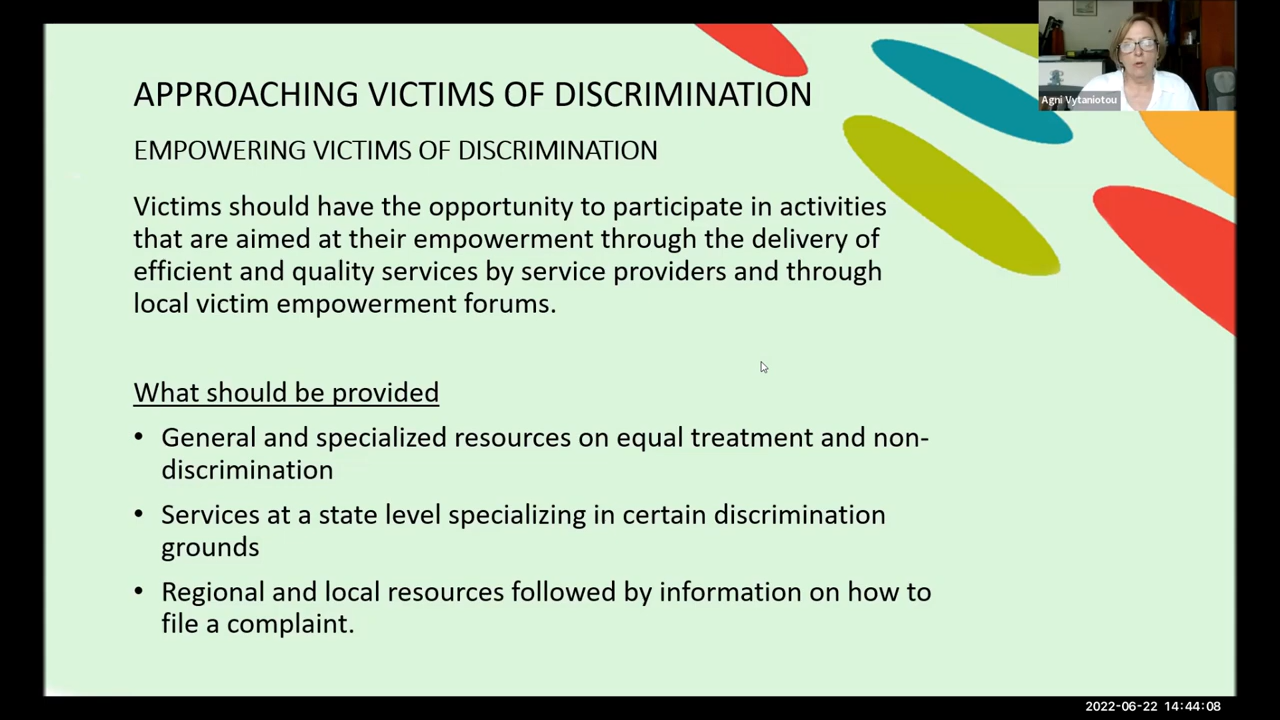 APPROACHING VICTIMS OF DISCRIMINATION
Agni Vytaniotou
EMPOWERING VICTIMS OF DISCRIMINATION
Victims should have the opportunity to participate in activities
that are aimed at their empowerment through the delivery of
efficient and quality services by service providers and through
local victim empowerment forums.
What should be provided
• General and specialized resources on equal treatment and non-
discrimination
• Services at a state level specializing in certain discrimination
grounds
• Regional and local resources followed by information on how to
file a complaint.
2022-06-22 14:44:08